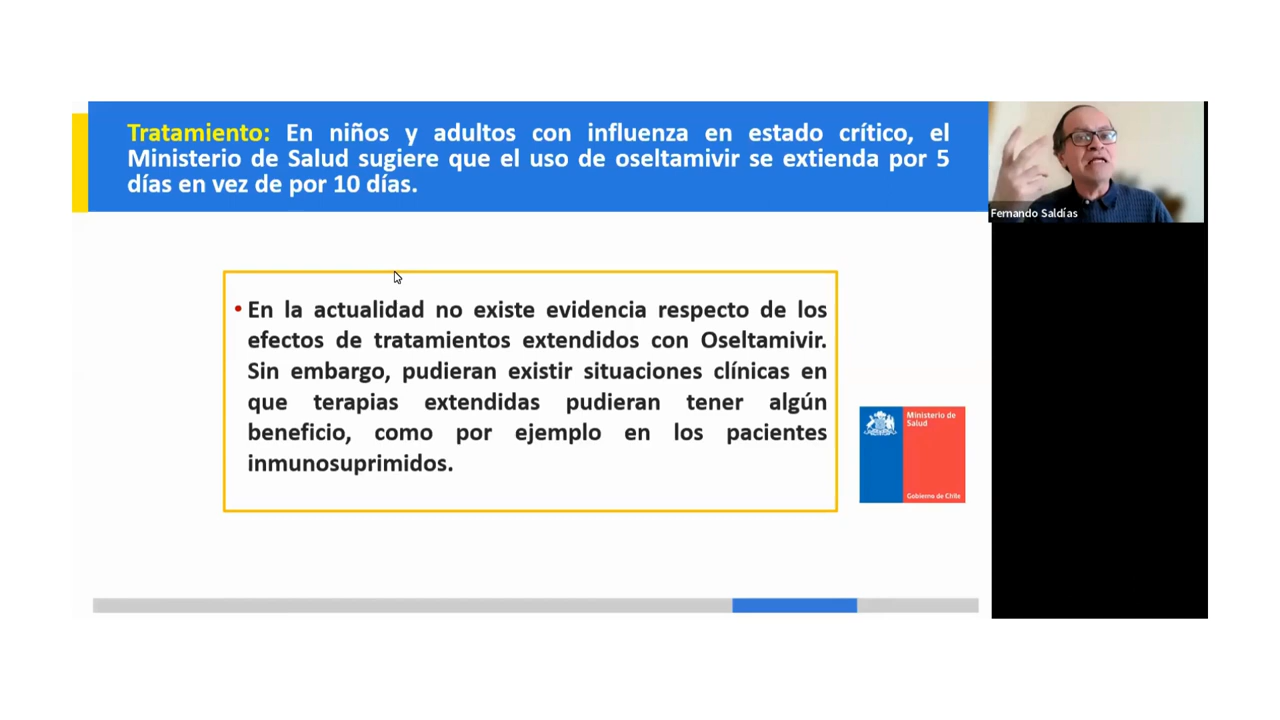 Tratamiento: En niños y adultos con influenza en estado crítico, el
Ministerio de Salud sugiere que el uso de oseltamivir se extienda por 5
días en vez de por 10 días.
Fernando Saldías
• En la actualidad no existe evidencia respecto de los
efectos de tratamientos extendidos con Oseltamivir.
Sin embargo, pudieran existir situaciones clínicas en
que terapias extendidas pudieran tener algún
beneficio, como por ejemplo en los pacientes
inmunosuprimidos.
Ministerio de
Salud
Gobierno de Chile